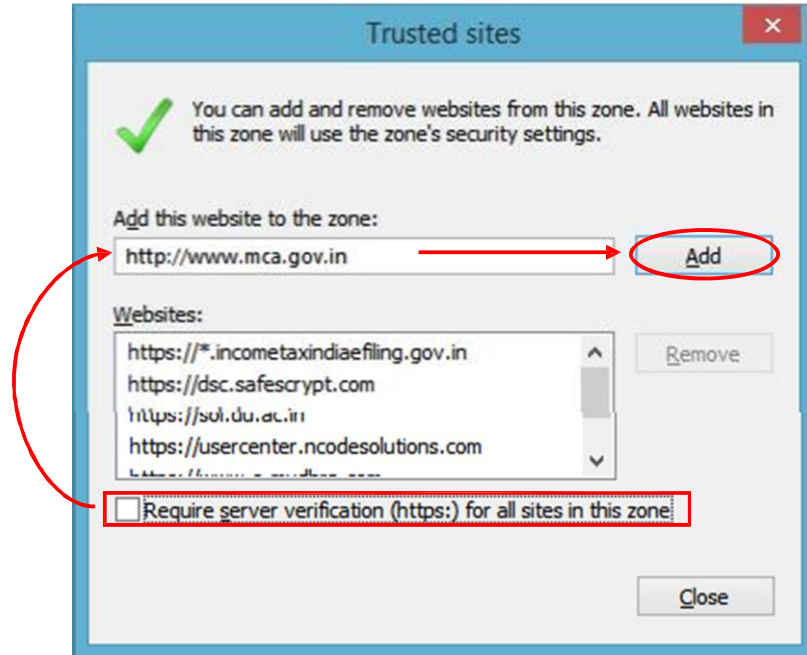 Trusted sites
You can add and remove websites from this zone. All websites in
this zone will use the zone's security settings.
Add this website to the zone:
http://www.mca.gov.in
Add
Websites:
https://*.incometaxindiaefiling.gov.in
Remove
https://dsc.safescrypt.com
https://sol.du.ac.in
https://usercenter.ncodesolutions.com
Require server verification (https:) for all sites in this zone
Close